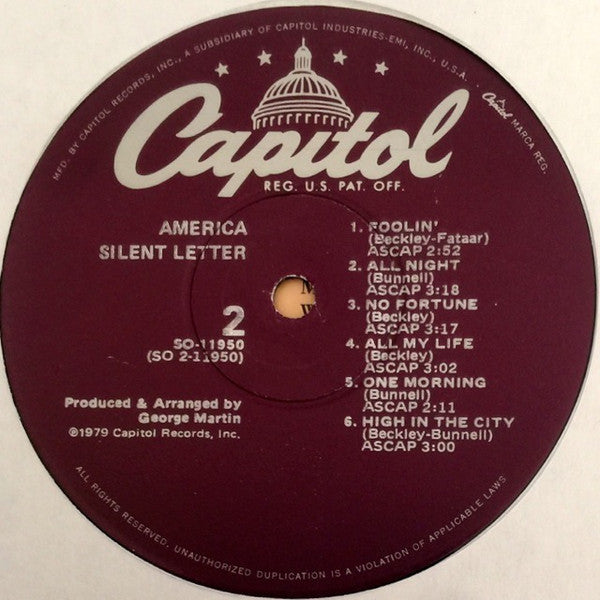 MFD. BY CAPITOL RECORDS, INC., A SUBSIDIARY OF CAPITOL INDUSTRIES-EMI, INC., U.S.A.
Capitol MARCA REG.
Capitol
REG. U.S. PAT. OFF.
AMERICA
SILENT LETTER
2
SO-11950
(SO 2-11950)
Produced & Arranged by
George Martin
℗1979 Capitol Records, Inc.
1. FOOLIN'
(Beckley-Fataar)
ASCAP 2:52
2. ALL NIGHT
(Bunnell)
ASCAP 3:18
3. NO FORTUNE
(Beckley)
ASCAP 3:17
4. ALL MY LIFE
(Beckley)
ASCAP 3:02
5. ONE MORNING
(Bunnell)
ASCAP 2:11
6. HIGH IN THE CITY
(Beckley-Bunnell)
ASCAP 3:00
ALL RIGHTS RESERVED. UNAUTHORIZED DUPLICATION IS A VIOLATION OF APPLICABLE LAWS